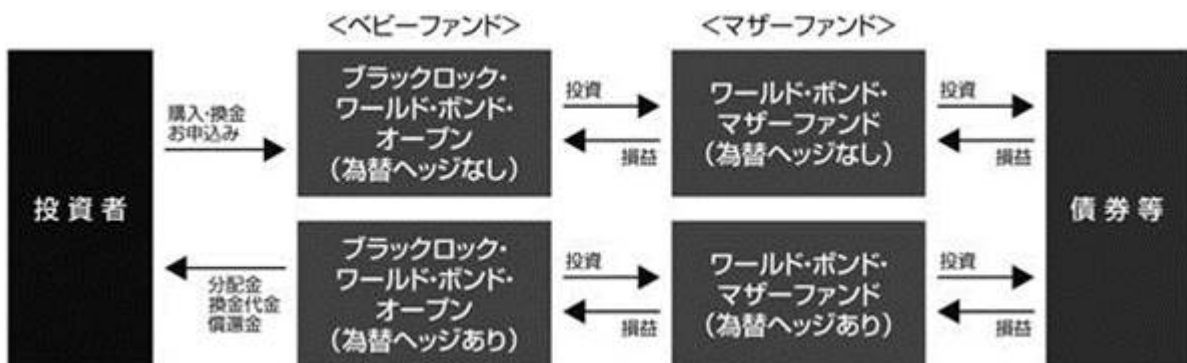 <ベビーファンド>
<マザーファンド>
投資者
購入・換金
お申込み
ブラックロック・
ワールド・ボンド・
オープン
(為替ヘッジなし)
投資
損益
ワールド・ボンド・
マザーファンド
(為替ヘッジなし)
投資
損益
債券等
分配金
換金代金
償還金
ブラックロック・
ワールド・ボンド・
オープン
(為替ヘッジあり)
投資
損益
ワールド・ボンド・
マザーファンド
(為替ヘッジあり)
投資
損益